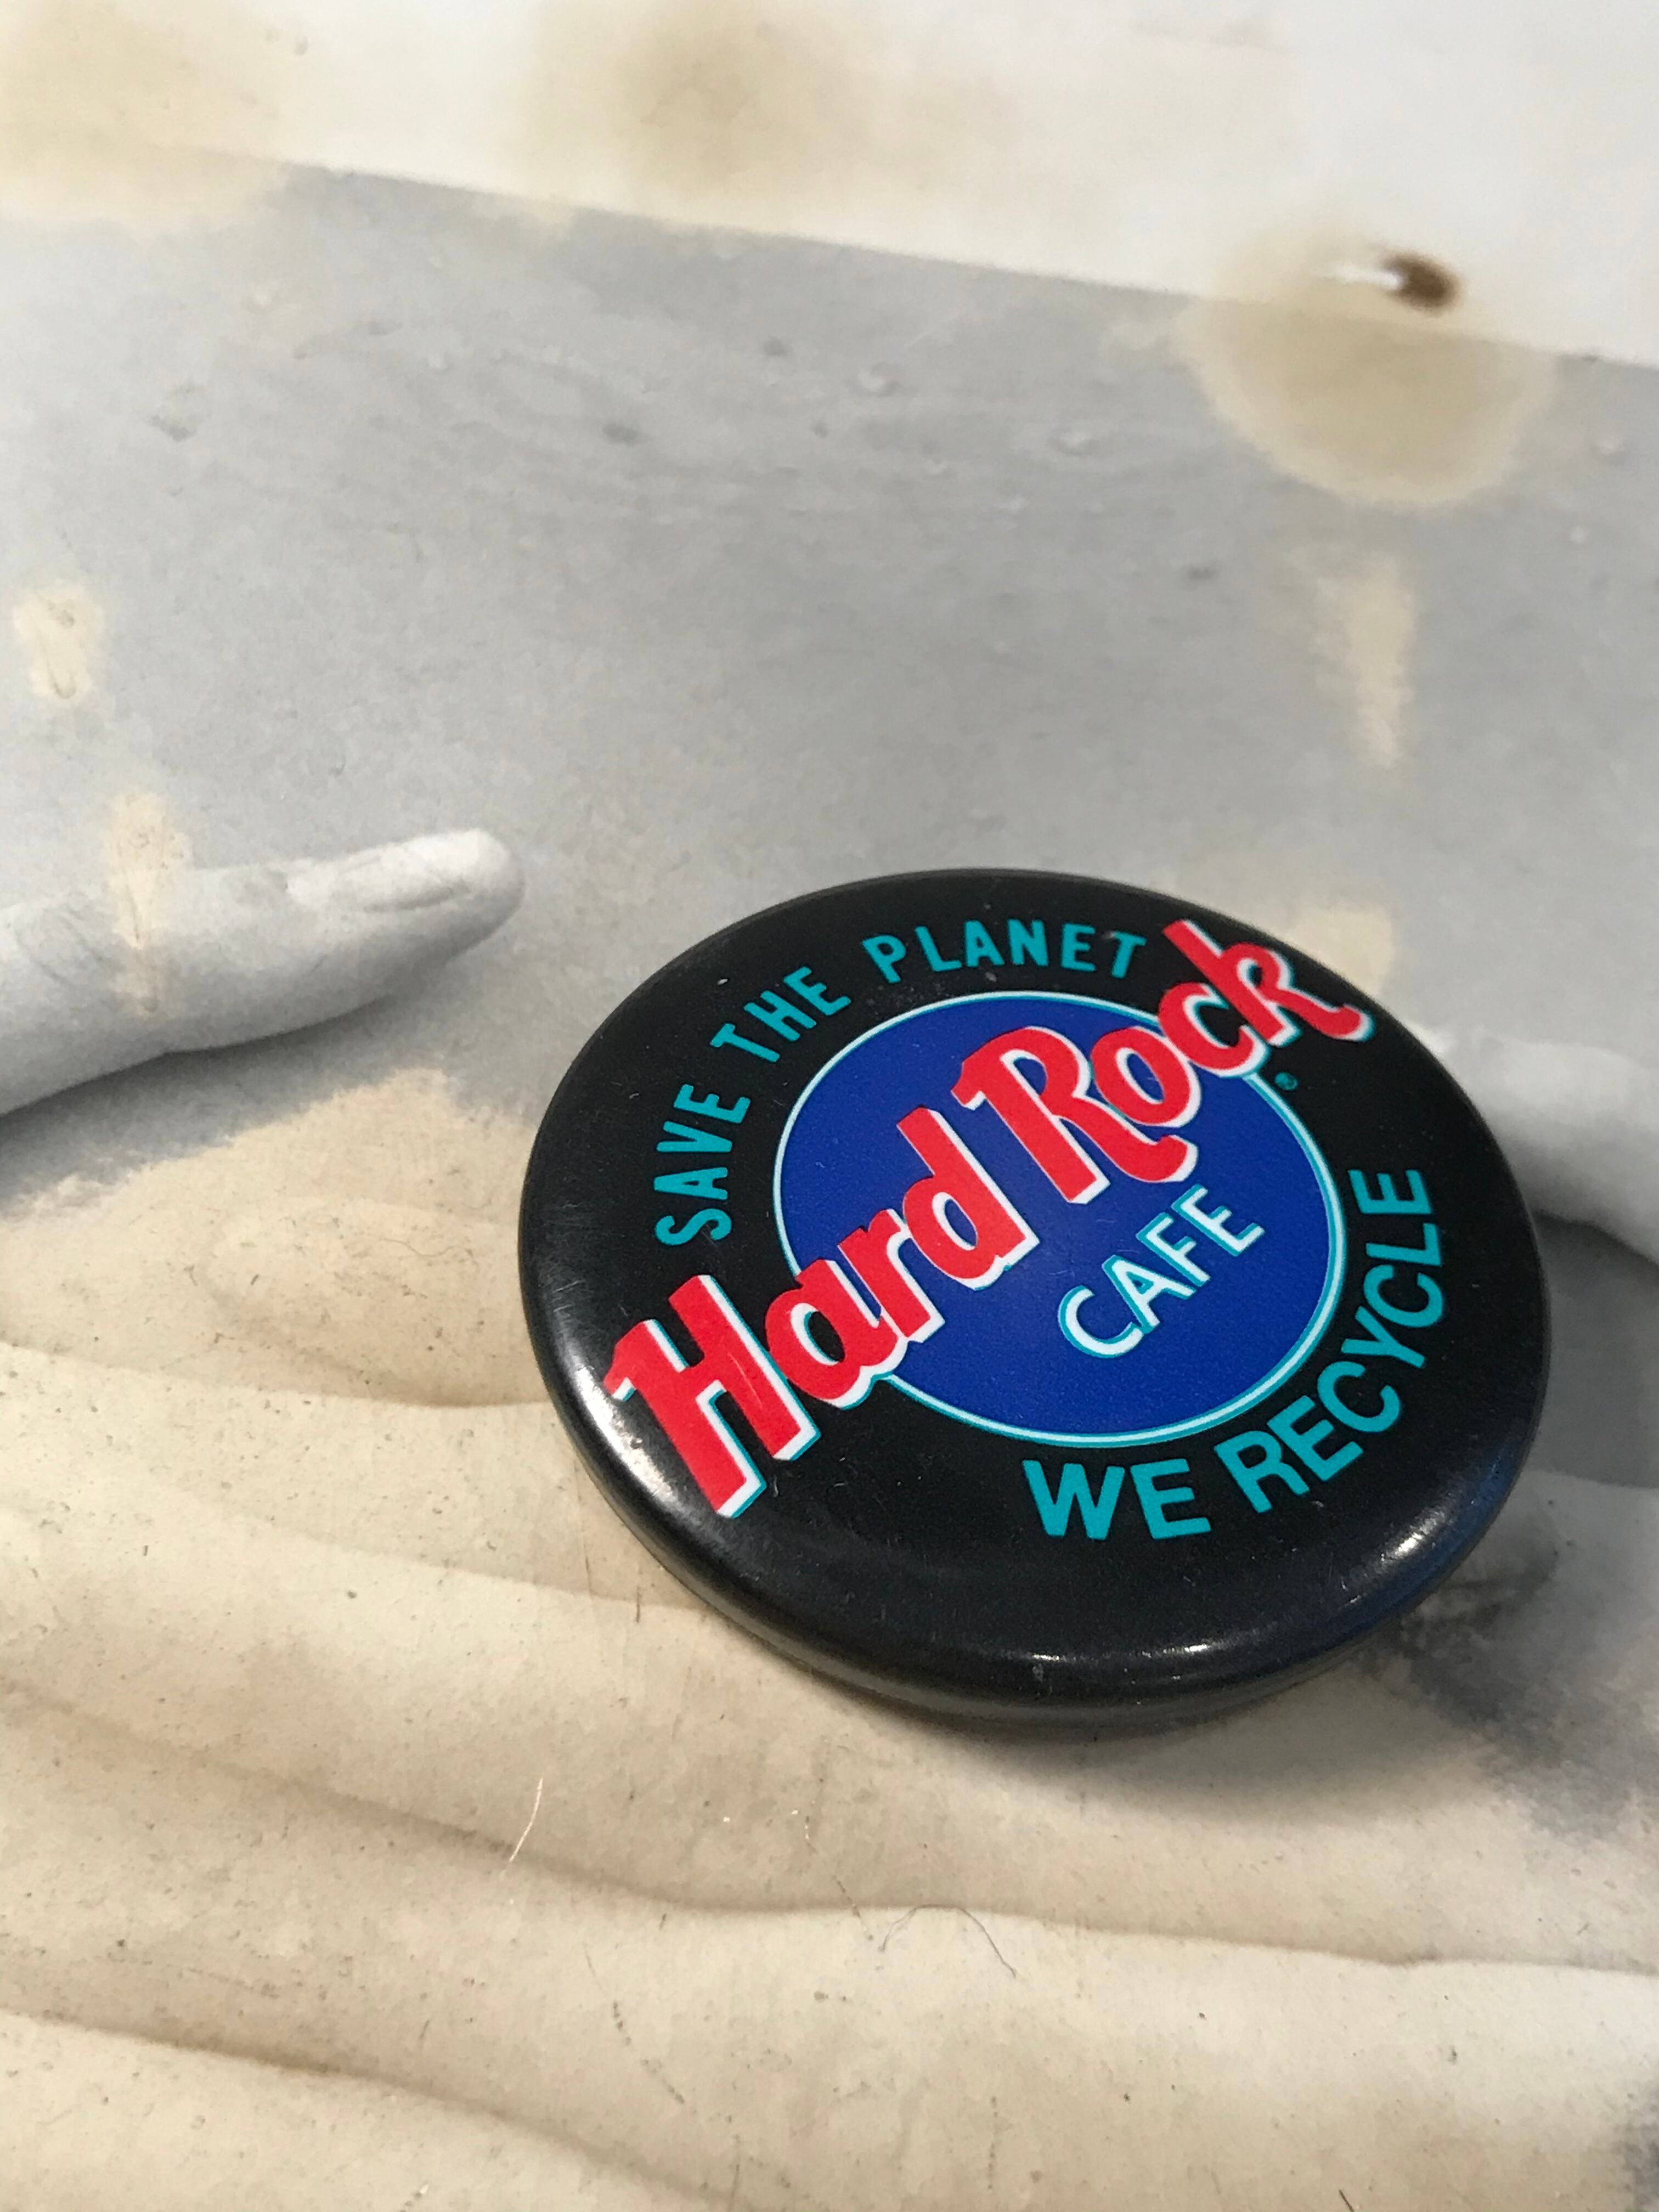 SAVE THE PLANET
Hard Rock
CAFE
®
WE RECYCLE